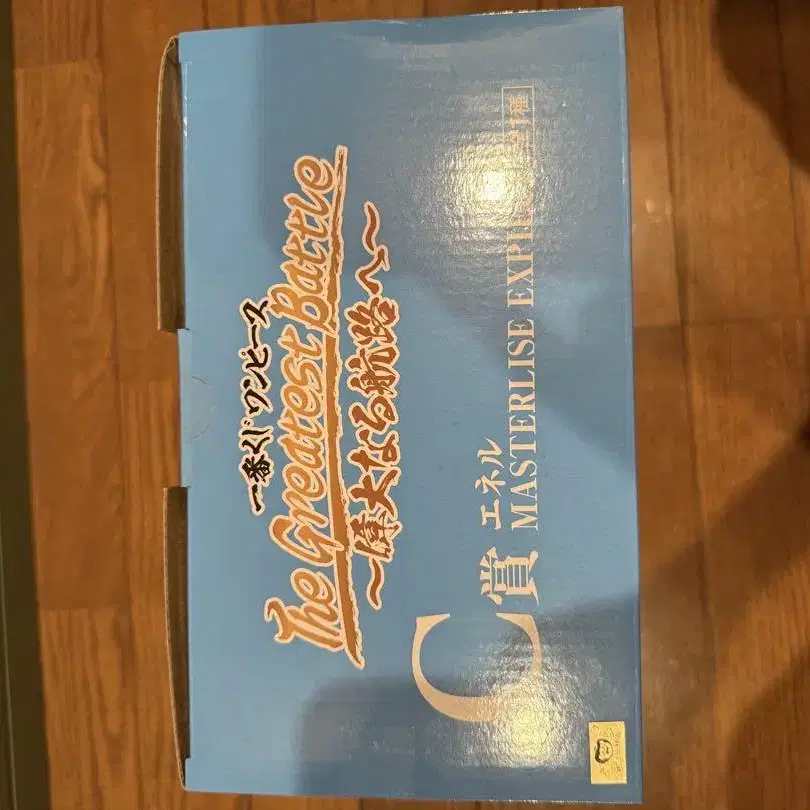 一番くじ ワンピース
The Greatest Battle
～偉大なる航路へ～
C賞 エネル
MASTERLISE